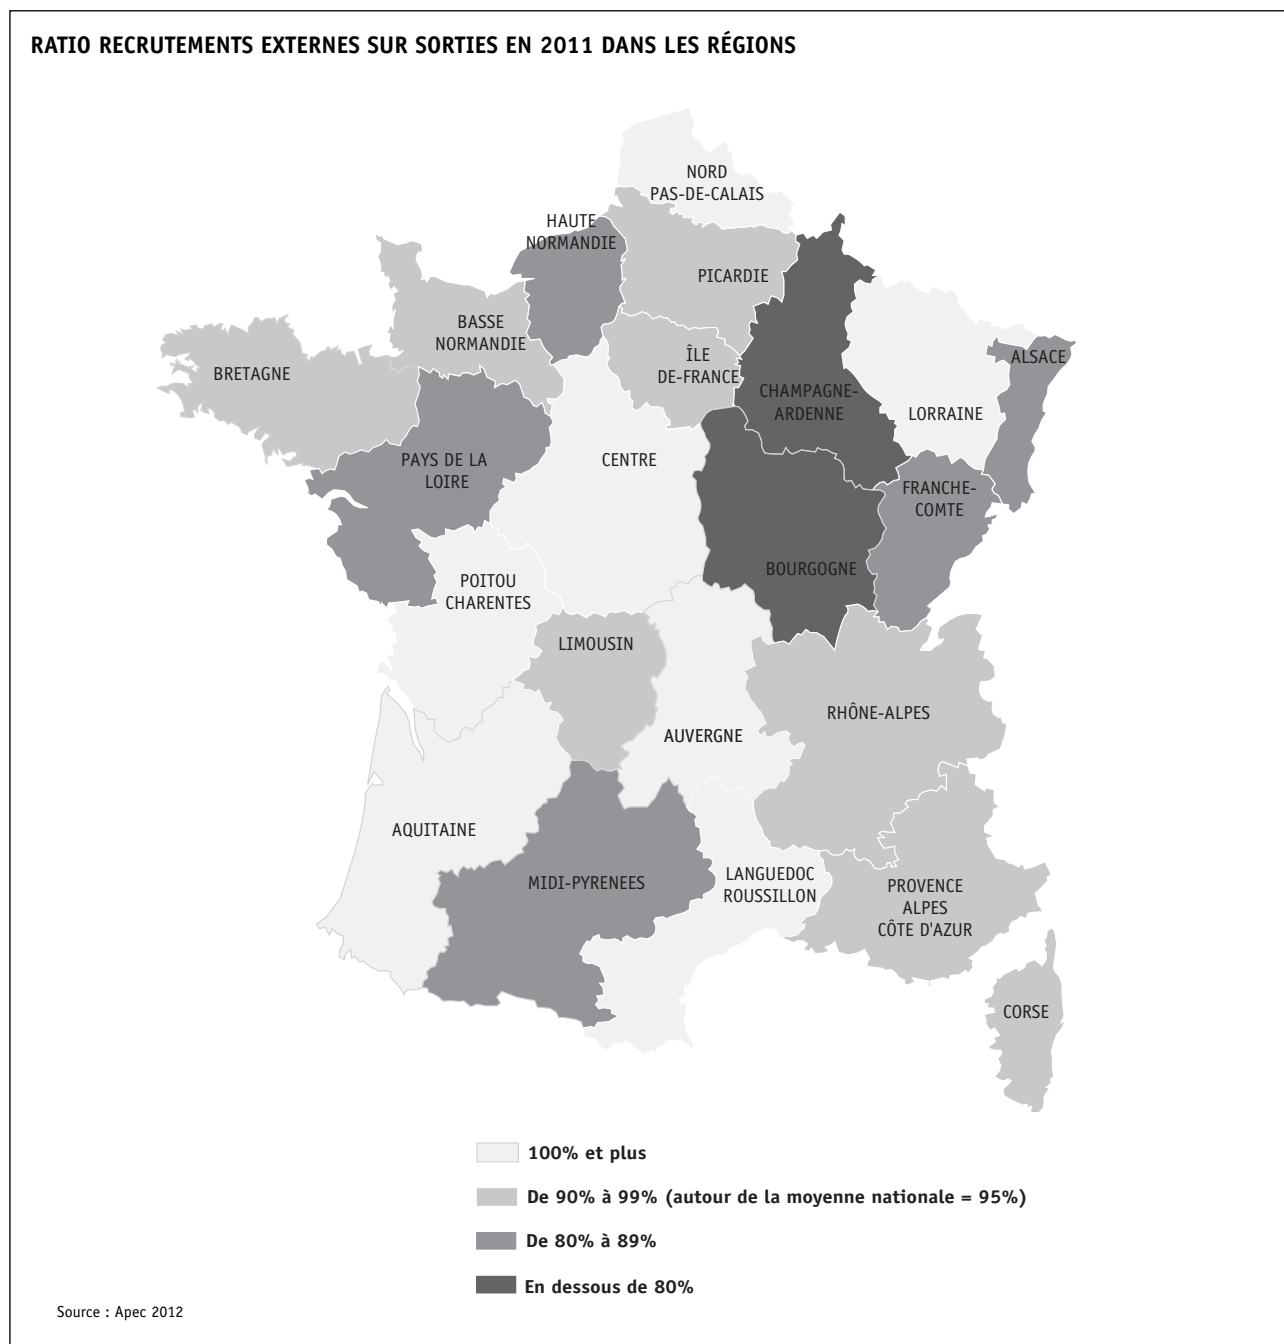 RATIO RECRUTEMENTS EXTERNES SUR SORTIES EN 2011 DANS LES RÉGIONS
NORD
PAS-DE-CALAIS
HAUTE
NORMANDIE
PICARDIE
BASSE
NORMANDIE
ÎLE
DE-FRANCE
ALSACE
BRETAGNE
CHAMPAGNE-
ARDENNE
LORRAINE
PAYS DE LA
LOIRE
CENTRE
FRANCHE-
COMTE
BOURGOGNE
POITOU
CHARENTES
LIMOUSIN
RHÔNE-ALPES
AUVERGNE
AQUITAINE
MIDI-PYRENEES
LANGUEDOC
ROUSSILLON
PROVENCE
ALPES
CÔTE D'AZUR
CORSE
100% et plus
De 90% à 99% (autour de la moyenne nationale = 95%)
De 80% à 89%
En dessous de 80%
Source : Apec 2012